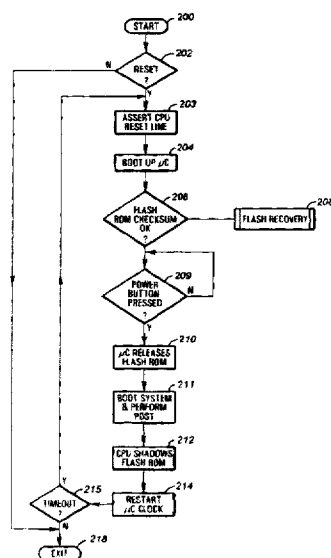 200
START
202
N
RESET
?
Y
203
ASSERT CPU
RESET LINE
204
BOOT UP μC
206
FLASH
ROM CHECKSUM
OK
?
208
FLASH RECOVERY
209
POWER
BUTTON
PRESSED
?
N
Y
210
μC RELEASES
FLASH ROM
211
BOOT SYSTEM
& PERFORM
POST
212
CPU SHADOWS
FLASH ROM
214
RESTART
μC CLOCK
Y
215
TIMEOUT
?
N
218
EXIT